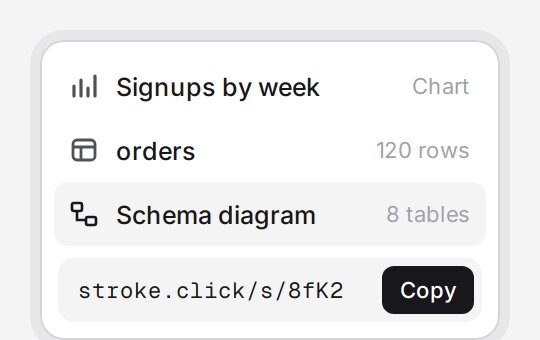 Signups by week Chart
orders 120 rows
Schema diagram 8 tables
stroke.click/s/8fK2 Copy